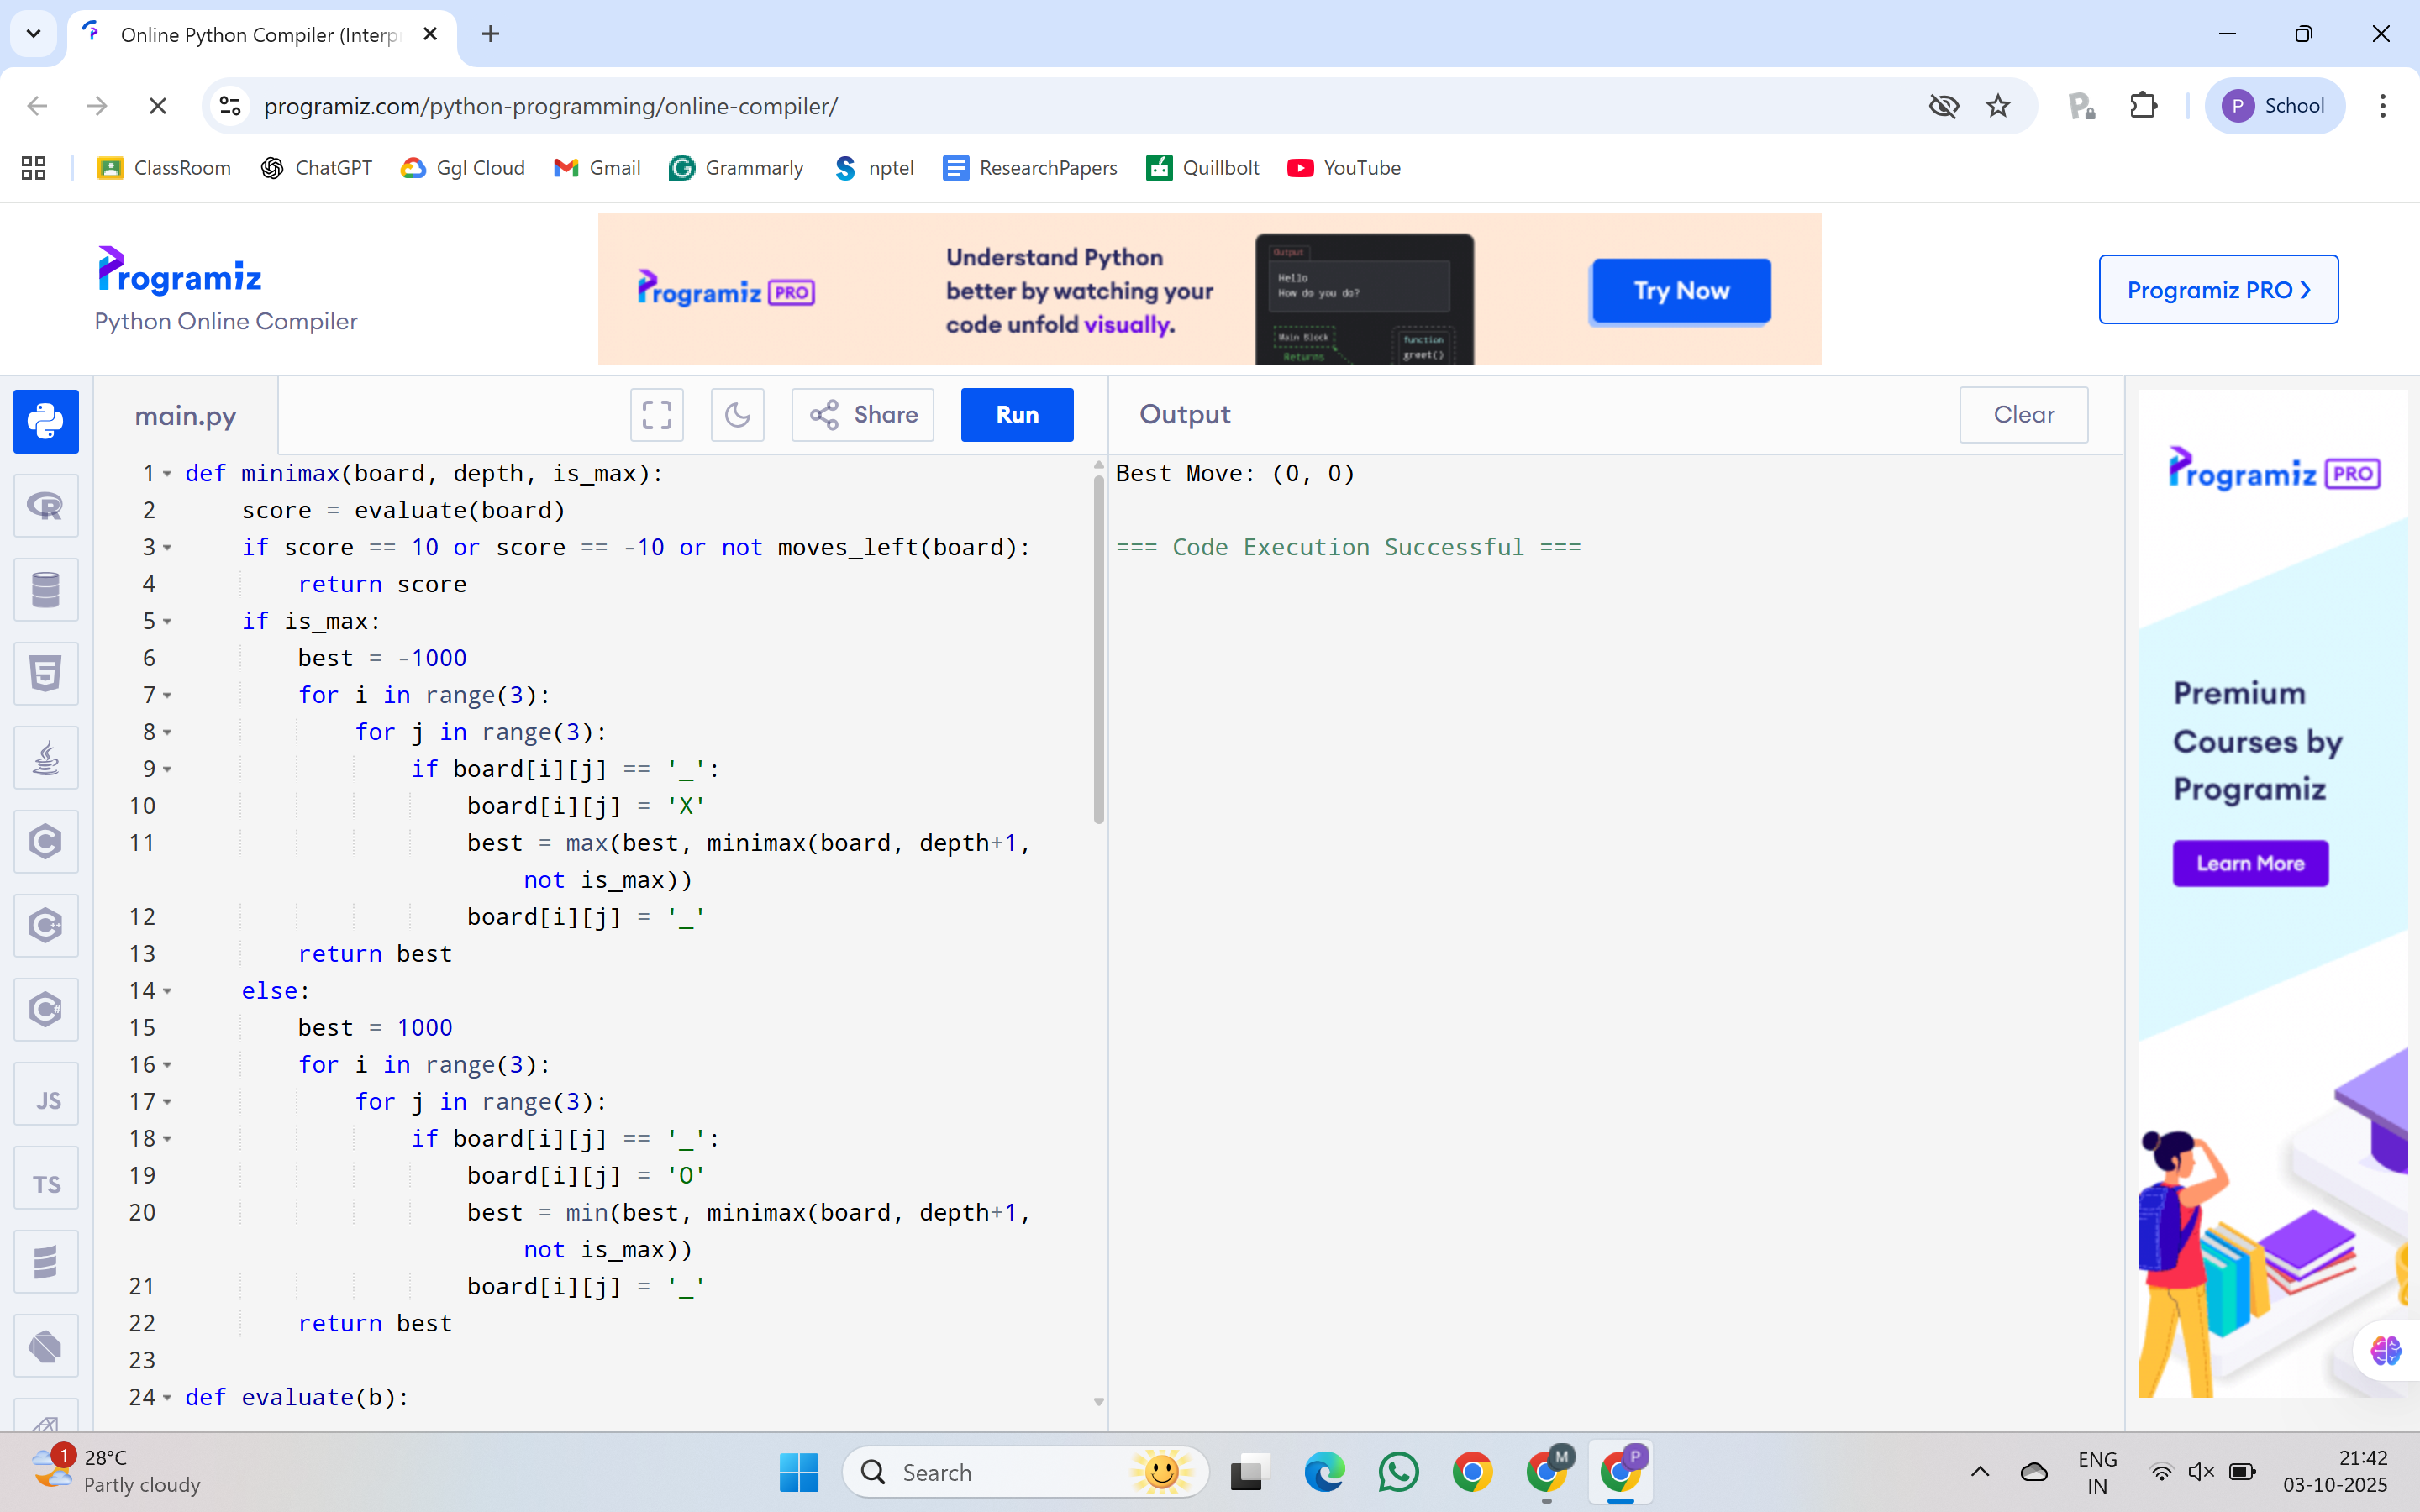 Online Python Compiler (Interp
programiz.com/python-programming/online-compiler/
P School
ClassRoom ChatGPT Ggl Cloud Gmail Grammarly nptel ResearchPapers Quillbolt YouTube
Programiz
Python Online Compiler
Programiz PRO
Understand Python
better by watching your
code unfold visually.
Output
Hello
How do you do?
Main Block
Returns
function
greet()
Try Now
Programiz PRO ❯
main.py
Share
Run
Output
Clear
1 def minimax(board, depth, is_max):
2 score = evaluate(board)
3 if score == 10 or score == -10 or not moves_left(board):
4 return score
5 if is_max:
6 best = -1000
7 for i in range(3):
8 for j in range(3):
9 if board[i][j] == '_':
10 board[i][j] = 'X'
11 best = max(best, minimax(board, depth+1,
not is_max))
12 board[i][j] = '_'
13 return best
14 else:
15 best = 1000
16 for i in range(3):
17 for j in range(3):
18 if board[i][j] == '_':
19 board[i][j] = 'O'
20 best = min(best, minimax(board, depth+1,
not is_max))
21 board[i][j] = '_'
22 return best
23
24 def evaluate(b):
Best Move: (0, 0)
=== Code Execution Successful ===
R
5
C
C
C
JS
TS
Programiz PRO
Premium
Courses by
Programiz
Learn More
1
28°C
Partly cloudy
Search
M
P
ENG
IN
21:42
03-10-2025